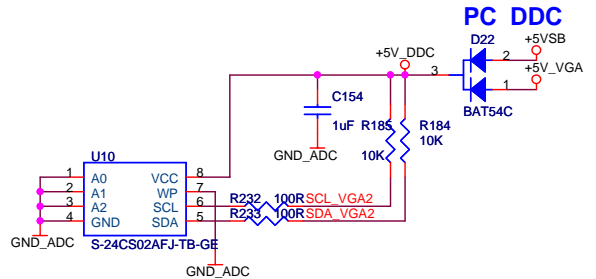 PC DDC
D22
+5VSB
+5V_DDC
2
3
+5V_VGA
1
C154
BAT54C
1uF
R185
R184
10K
10K
GND_ADC
U10
1
A0
VCC
8
2
A1
WP
7
3
A2
SCL
6
R232
100R
SCL_VGA2
4
GND
SDA
5
R233
100R
SDA_VGA2
GND_ADC
S-24CS02AFJ-TB-GE
GND_ADC